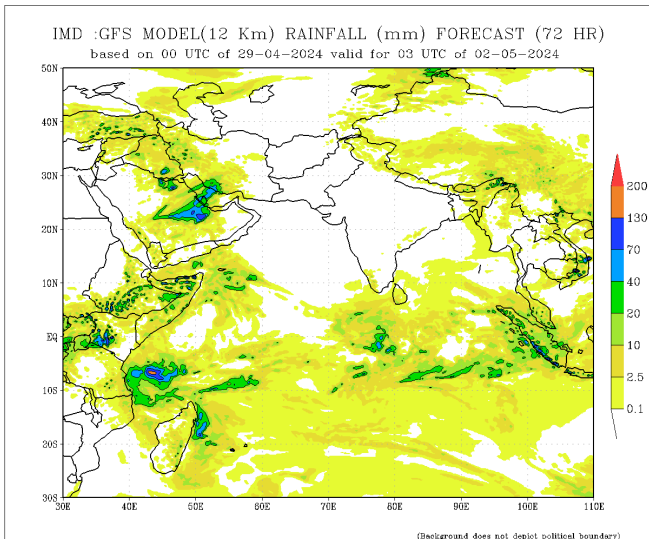 IMD :GFS MODEL(12 Km) RAINFALL (mm) FORECAST (72 HR)
based on 00 UTC of 29-04-2024 valid for 03 UTC of 02-05-2024
50N
40N
30N
20N
10N
EQ
10S
20S
30S
30E 40E 50E 60E 70E 80E 90E 100E 110E
200
130
70
40
20
10
2.5
0.1
(Background does not depict political boundary)